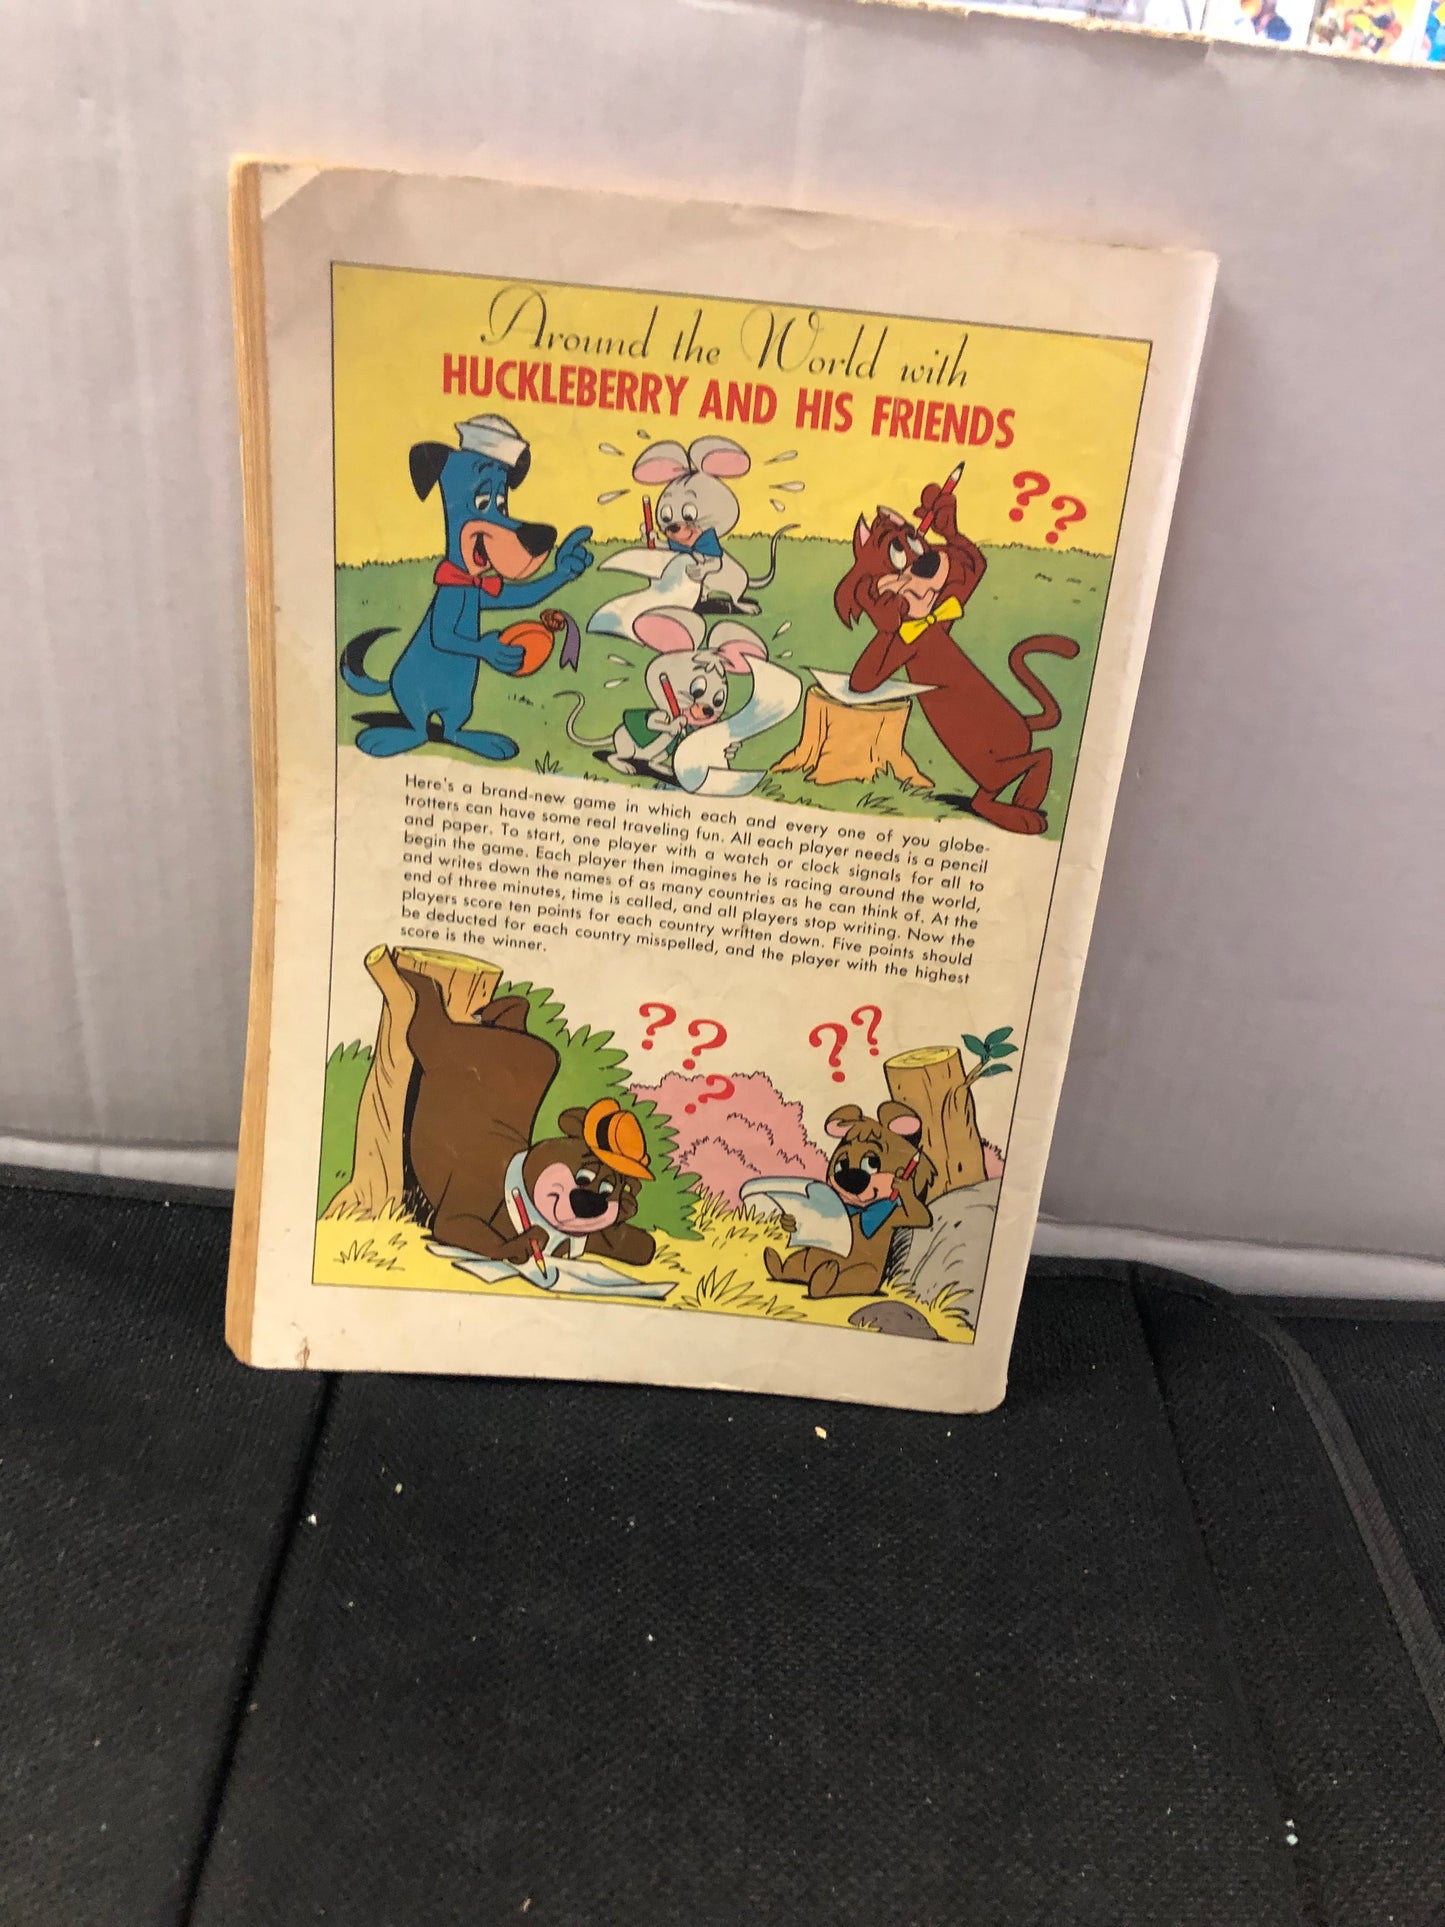 Around the World with
HUCKLEBERRY AND HIS FRIENDS
? ?
Here's a brand-new game in which each and every one of you globe-
trotters can have some real traveling fun. All each player needs is a pencil
and paper. To start, one player with a watch or clock signals for all to
begin the game. Each player then imagines he is racing around the world,
and writes down the names of as many countries as he can think of. At the
end of three minutes, time is called, and all players stop writing. Now the
players score ten points for each country written down. Five points should
be deducted for each country misspelled, and the player with the highest
score is the winner.
? ? ?
? ?